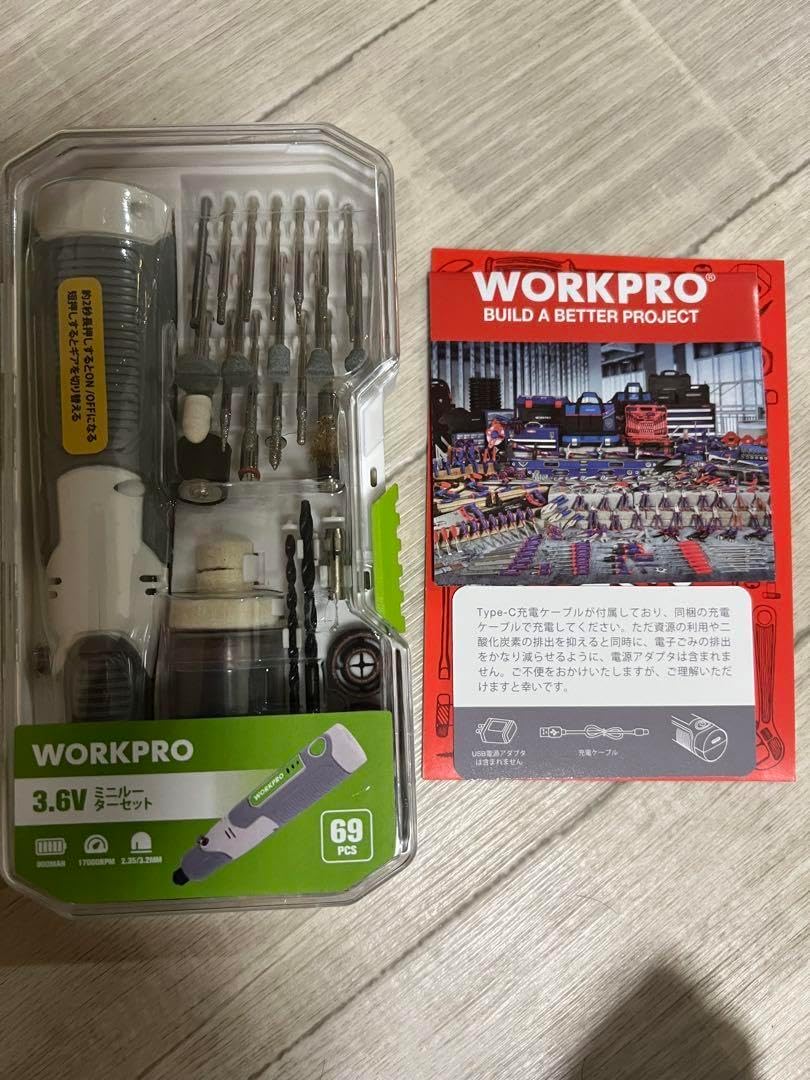 約2秒長押しするとON/OFFになる
短押しするとギアを切り替える
WORKPRO
3.6V ミニルー
ターセット
WORKPRO
69
PCS
17000RPM
2.35/3.2MM
WORKPRO®
BUILD A BETTER PROJECT
Type-C充電ケーブルが付属しており、同梱の充電
ケーブルで充電してください。ただ資源の利用や二
酸化炭素の排出を抑えると同時に、電子ごみの排出
をかなり減らせるように、電源アダプタは含まれま
せん。ご不便をおかけいたしますが、ご理解いただ
けますと幸いです。
USB電源アダプタ
は含まれません
充電ケーブル